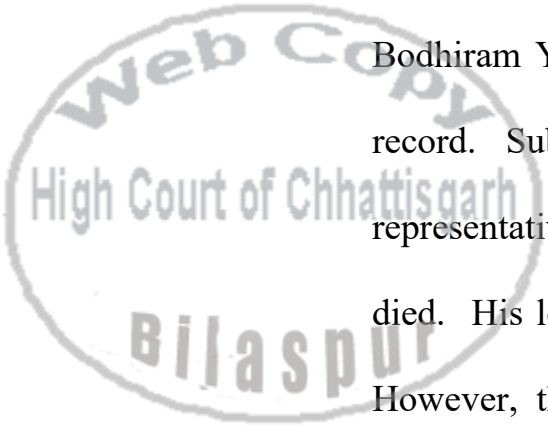 Web Copy
High Court of Chhattisgarh
Bilaspur
Bodhiram
record.
died. His
However,